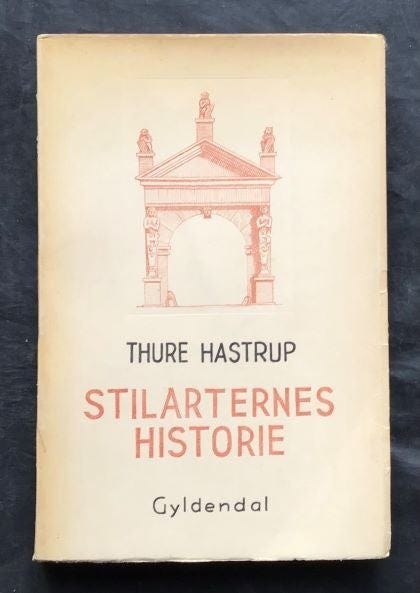 THURE HASTRUP
STILARTERNES
HISTORIE
Gyldendal